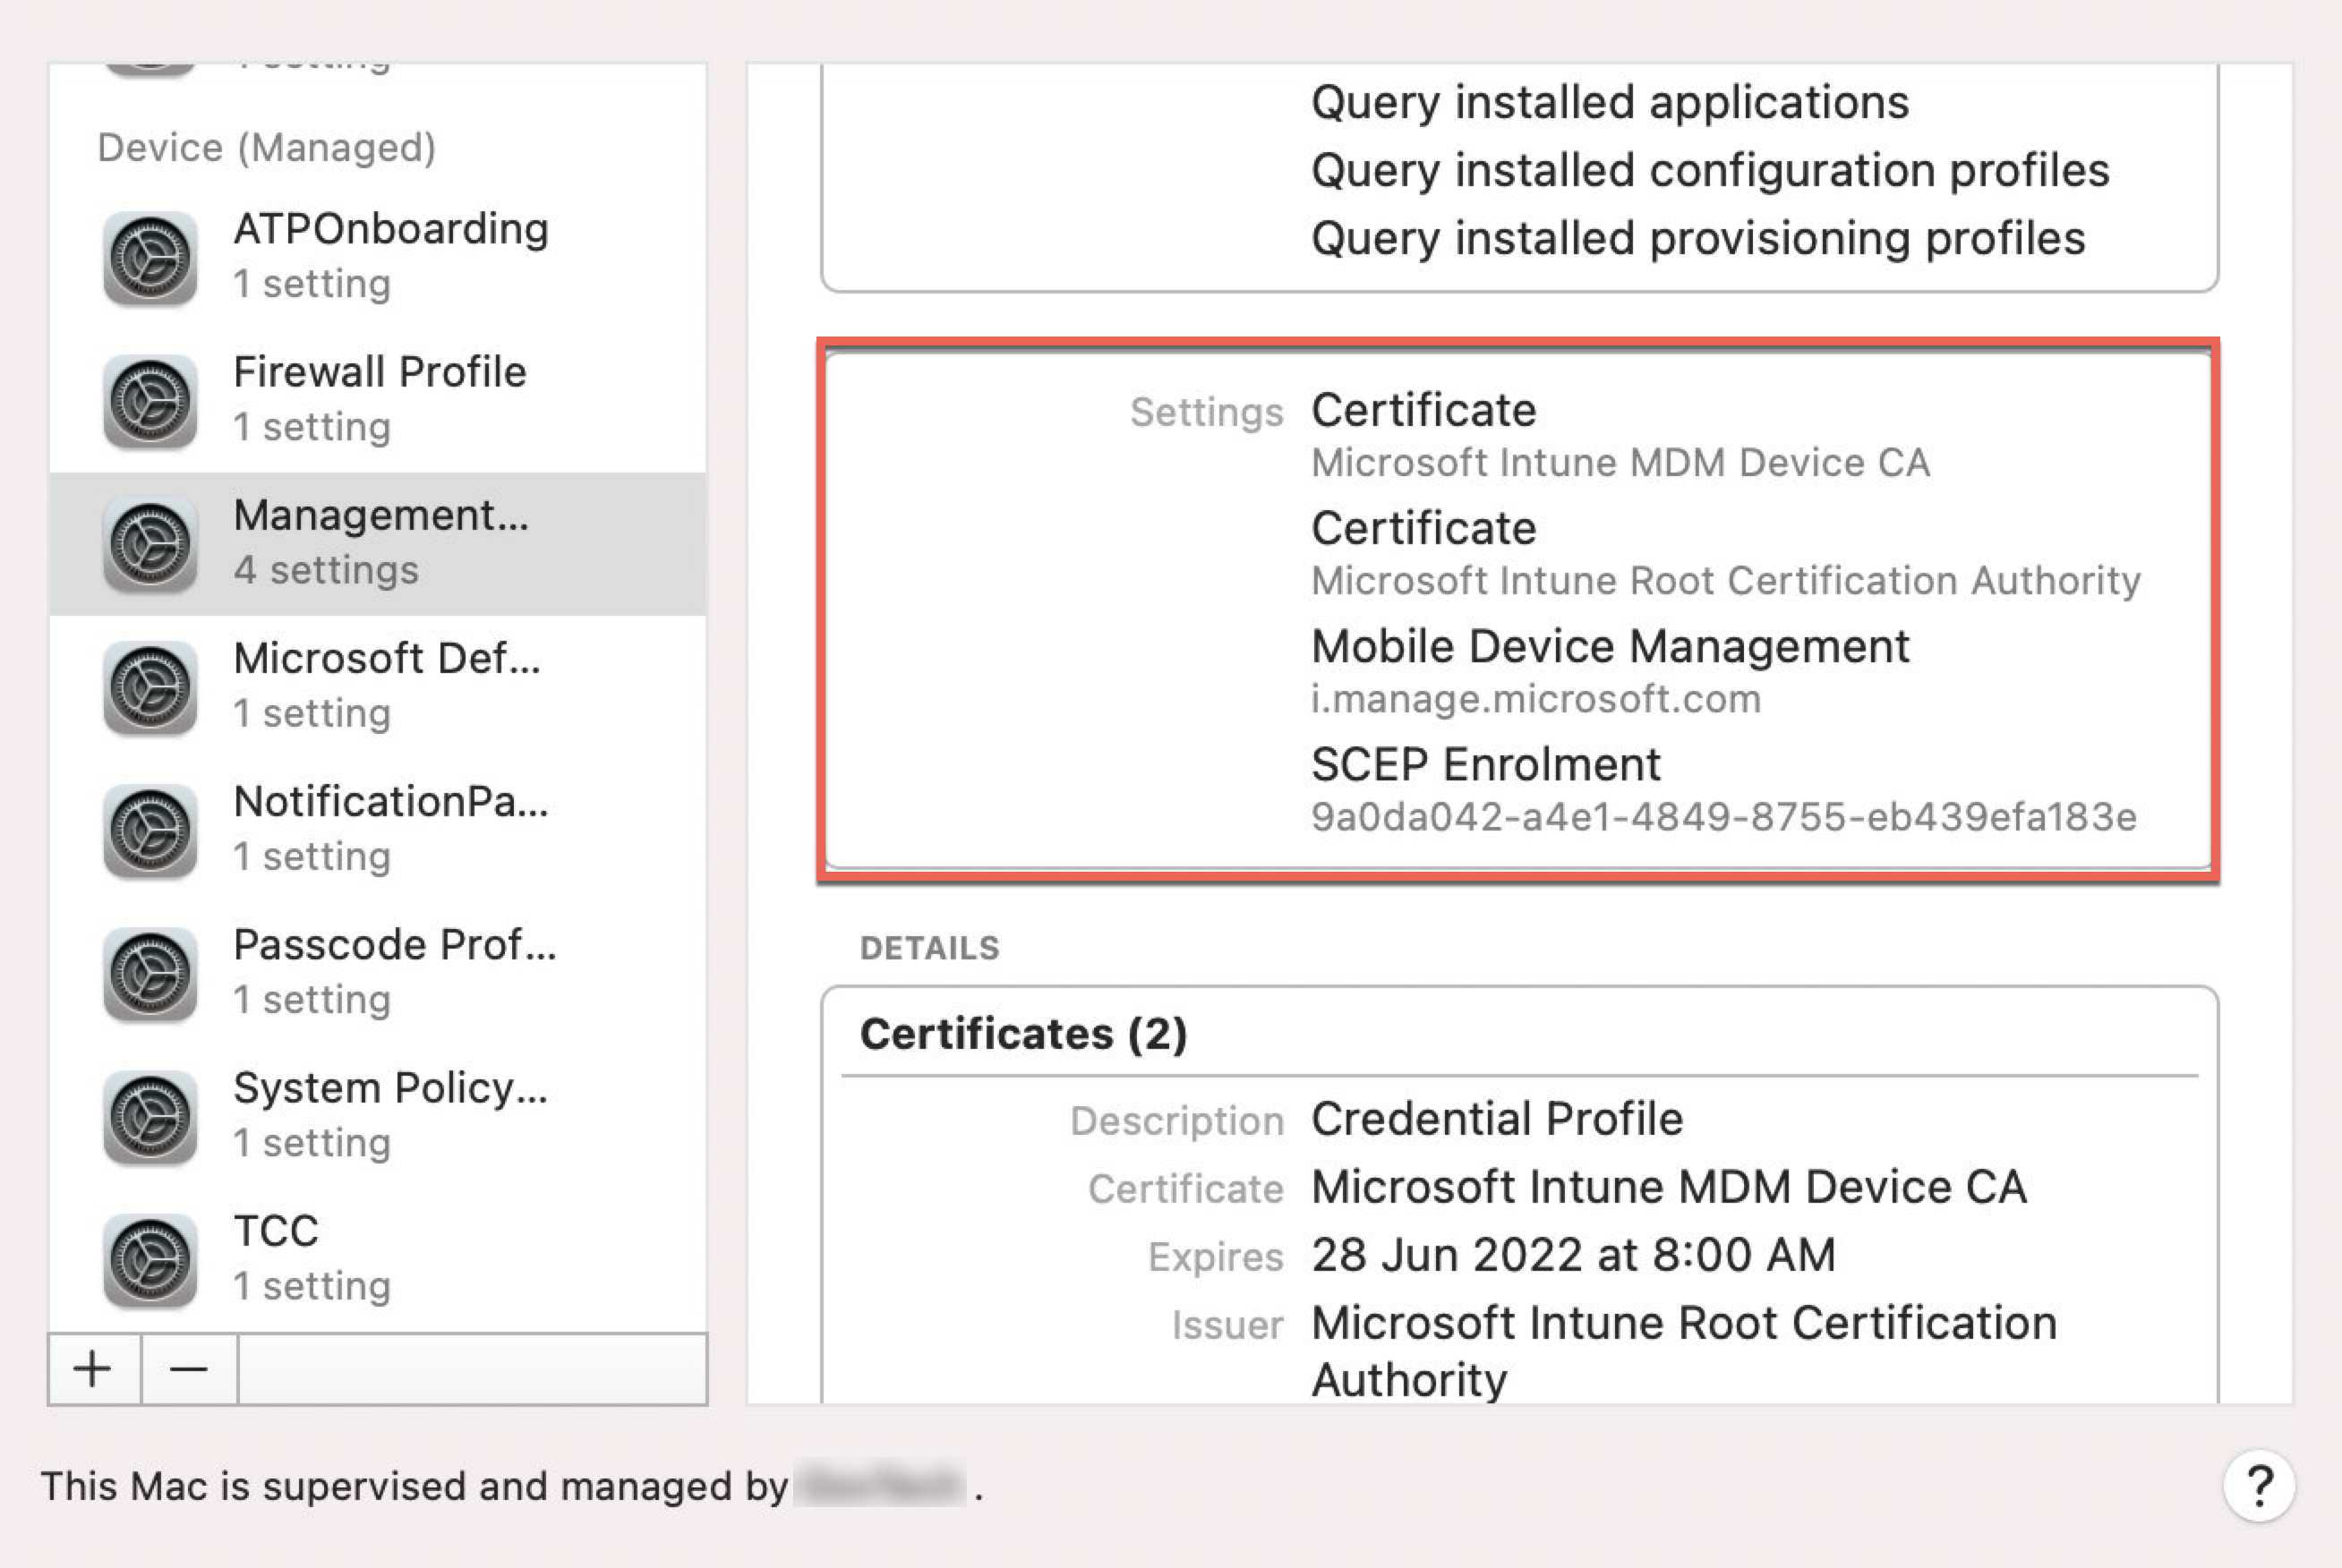 1 setting
Device (Managed)
ATPOnboarding
1 setting
Firewall Profile
1 setting
Management...
4 settings
Microsoft Def...
1 setting
NotificationPa...
1 setting
Passcode Prof...
1 setting
System Policy...
1 setting
TCC
1 setting
+ −
Query installed applications
Query installed configuration profiles
Query installed provisioning profiles
Settings Certificate
Microsoft Intune MDM Device CA
Certificate
Microsoft Intune Root Certification Authority
Mobile Device Management
i.manage.microsoft.com
SCEP Enrolment
9a0da042-a4e1-4849-8755-eb439efa183e
DETAILS
Certificates (2)
Description Credential Profile
Certificate Microsoft Intune MDM Device CA
Expires 28 Jun 2022 at 8:00 AM
Issuer Microsoft Intune Root Certification
Authority
This Mac is supervised and managed by .
?